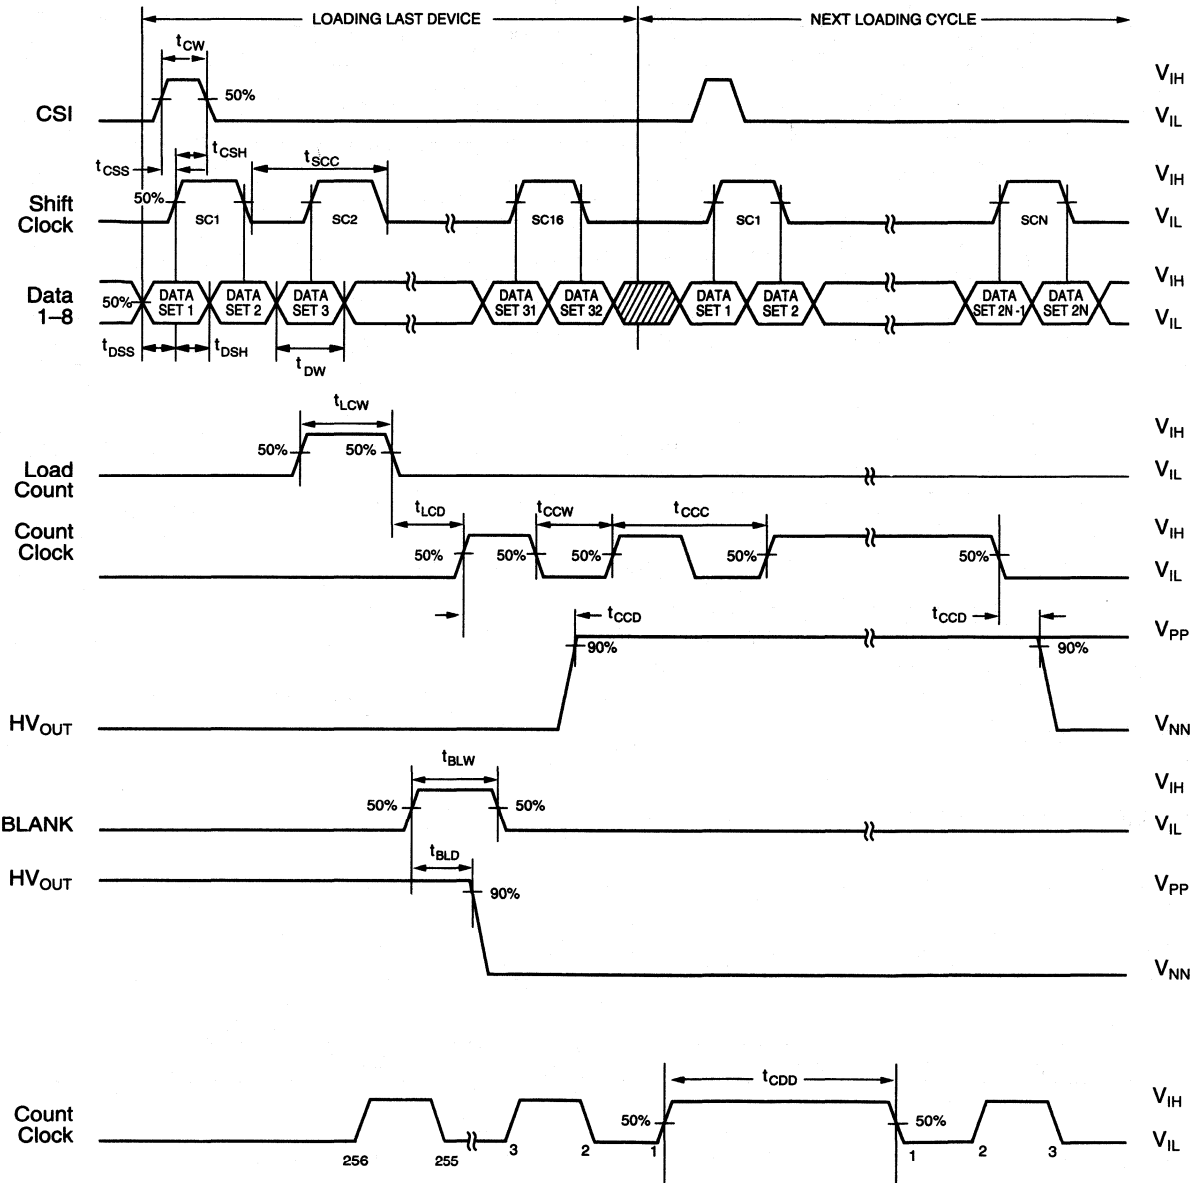 LOADING LAST DEVICE NEXT LOADING CYCLE
tCW
VIH
50%
CSI VIL
tCSH
tCSS tSCC
VIH
50%
Shift
Clock SC1 SC2 SC16 SC1 SCN VIL
VIH
Data
1–8 50% DATA SET 1 DATA SET 2 DATA SET 3 DATA SET 31 DATA SET 32 DATA SET 1 DATA SET 2 DATA SET 2N-1 DATA SET 2N
VIL
tDSS tDSH
tDW
tLCW
VIH
50% 50%
Load
Count VIL
tLCD tCCW tCCC
Count
Clock VIH
50% 50% 50% 50% 50%
VIL
tCCD tCCD
VPP
90% 90%
HVOUT VNN
tBLW
VIH
50% 50%
BLANK VIL
tBLD
HVOUT VPP
90%
VNN
tCDD
VIH
Count
Clock 50% 50%
VIL
256 255 3 2 1 1 2 3